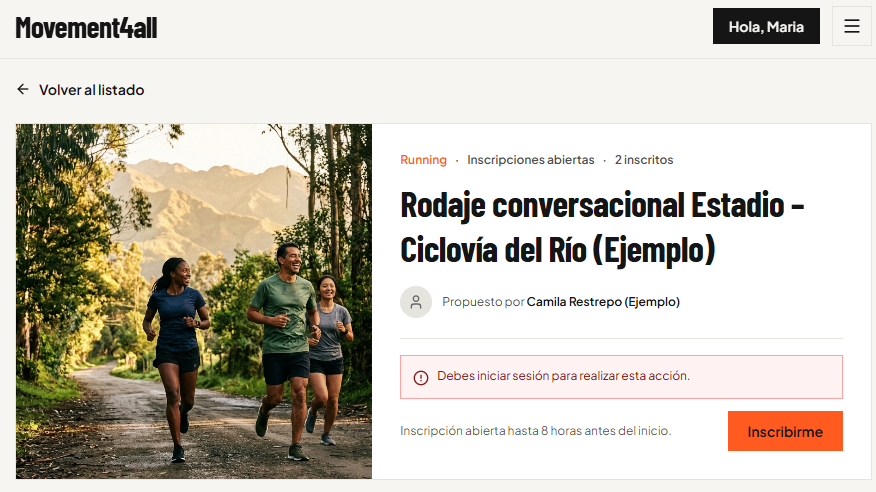 Movement4all
Hola, Maria
Volver al listado
Running · Inscripciones abiertas · 2 inscritos
Rodaje conversacional Estadio –
Ciclovía del Río (Ejemplo)
Propuesto por Camila Restrepo (Ejemplo)
Debes iniciar sesión para realizar esta acción.
Inscripción abierta hasta 8 horas antes del inicio.
Inscribirme